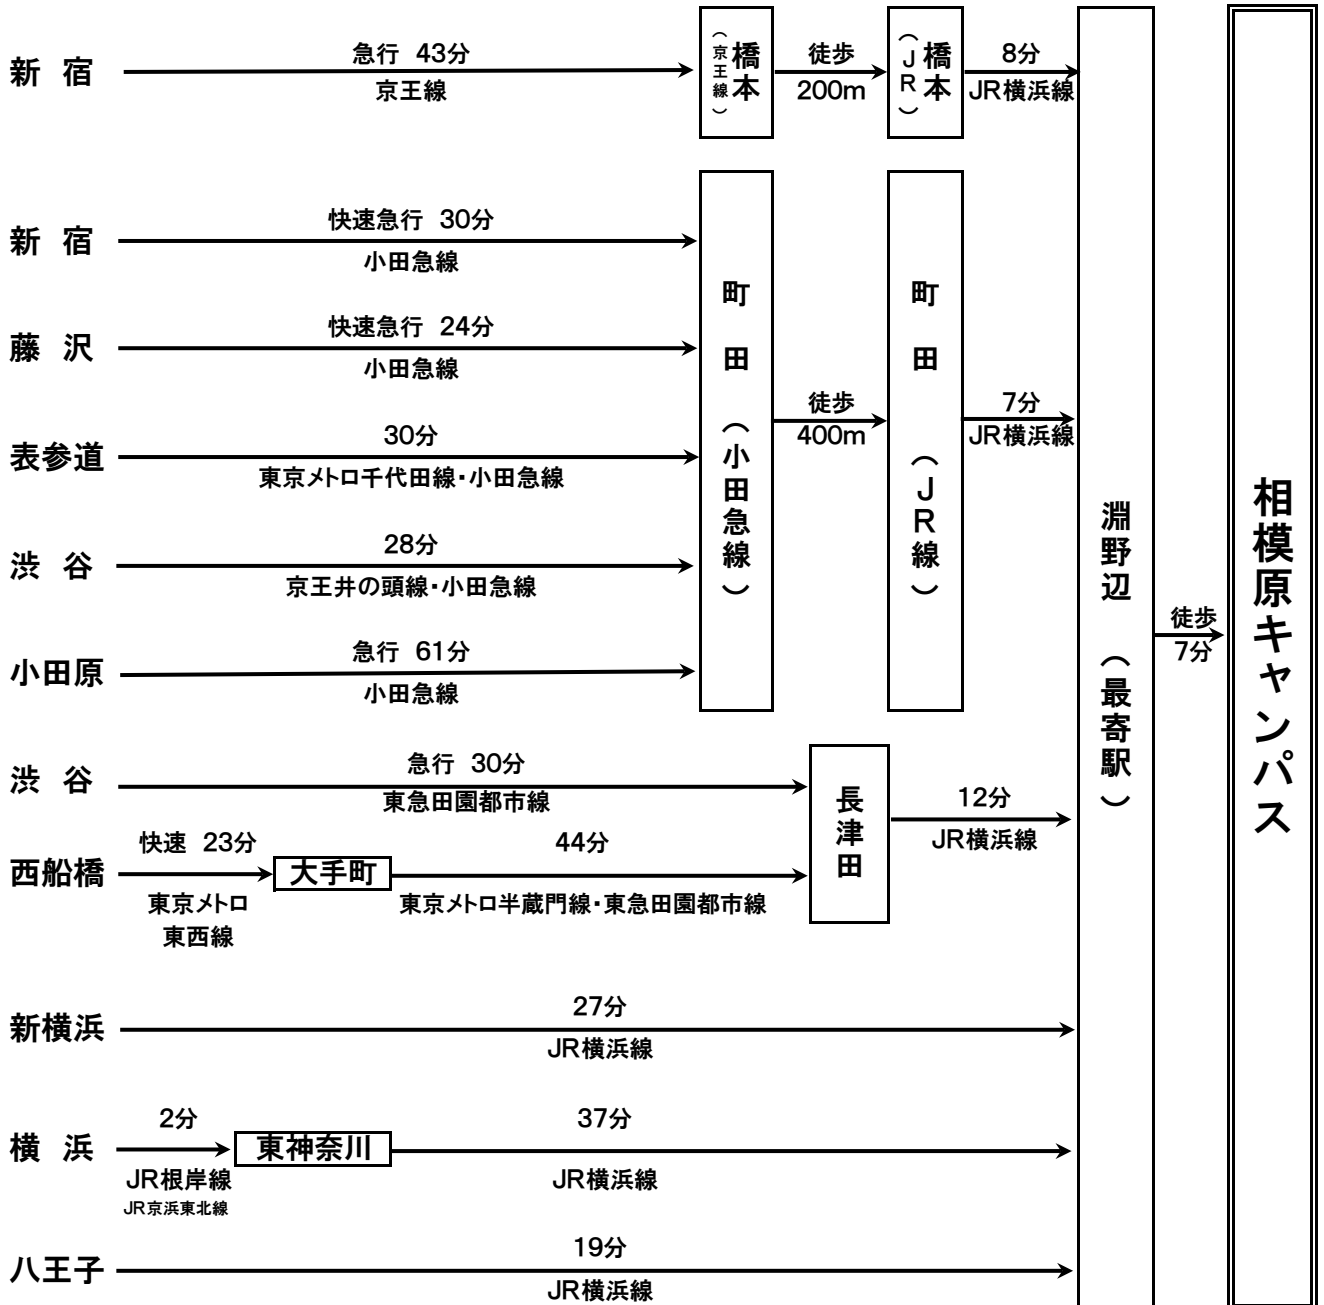 新 宿
急行 43分
京王線
橋本
（京王線）
徒歩
200m
橋本
（JR）
8分
JR横浜線
新 宿
快速急行 30分
小田急線
藤 沢
快速急行 24分
小田急線
表参道
30分
東京メトロ千代田線・小田急線
渋 谷
28分
京王井の頭線・小田急線
小田原
急行 61分
小田急線
町田（小田急線）
徒歩
400m
町田（JR線）
7分
JR横浜線
渋 谷
急行 30分
東急田園都市線
西船橋
快速 23分
東京メトロ
東西線
大手町
44分
東京メトロ半蔵門線・東急田園都市線
長津田
12分
JR横浜線
新横浜
27分
JR横浜線
横 浜
2分
JR根岸線
JR京浜東北線
東神奈川
37分
JR横浜線
八王子
19分
JR横浜線
淵野辺（最寄駅）
徒歩
7分
相模原キャンパス